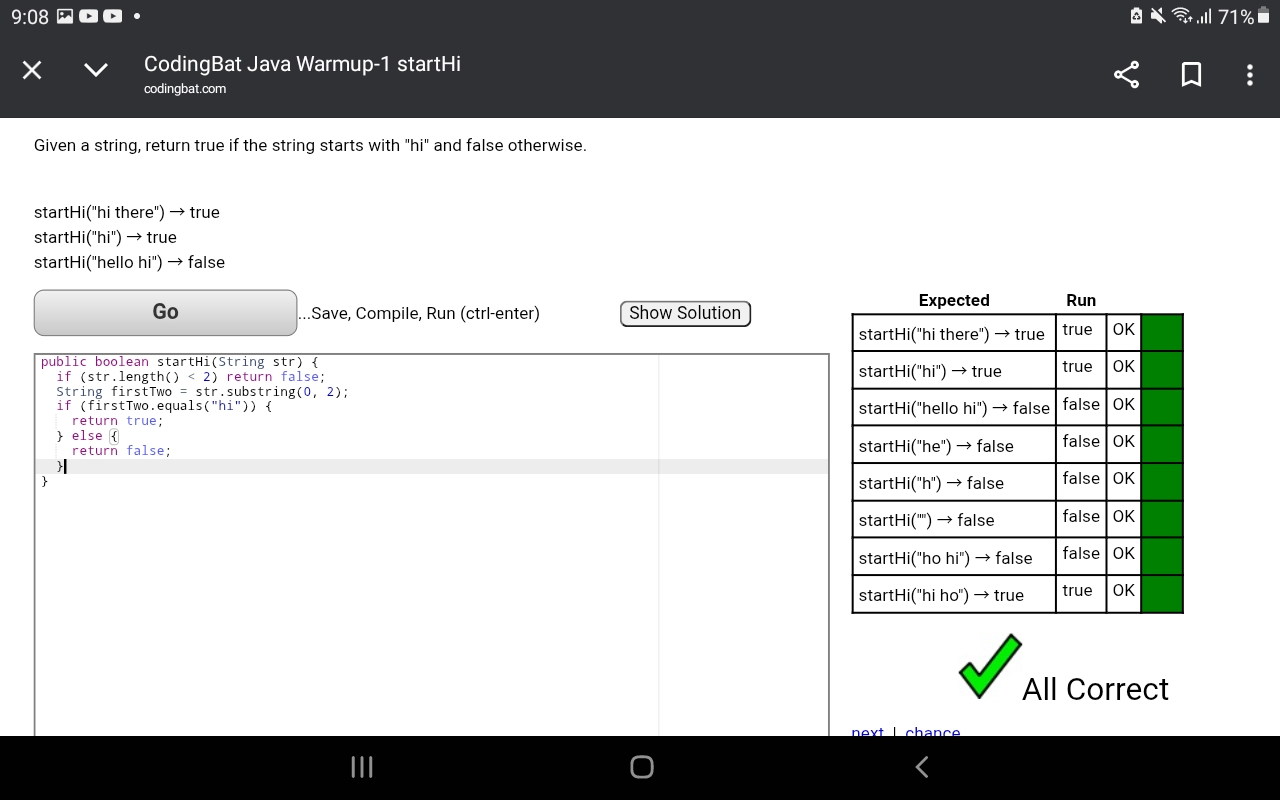 9:08
71%
CodingBat Java Warmup-1 startHi
codingbat.com
Given a string, return true if the string starts with "hi" and false otherwise.
startHi("hi there") → true
startHi("hi") → true
startHi("hello hi") → false
Go
...Save, Compile, Run (ctrl-enter)
Show Solution
public boolean startHi(String str) {
  if (str.length() < 2) return false;
  String firstTwo = str.substring(0, 2);
  if (firstTwo.equals("hi")) {
    return true;
  } else {
    return false;
  }
}
Expected Run
startHi("hi there") → true true OK
startHi("hi") → true true OK
startHi("hello hi") → false false OK
startHi("he") → false false OK
startHi("h") → false false OK
startHi("") → false false OK
startHi("ho hi") → false false OK
startHi("hi ho") → true true OK
All Correct
next | chance